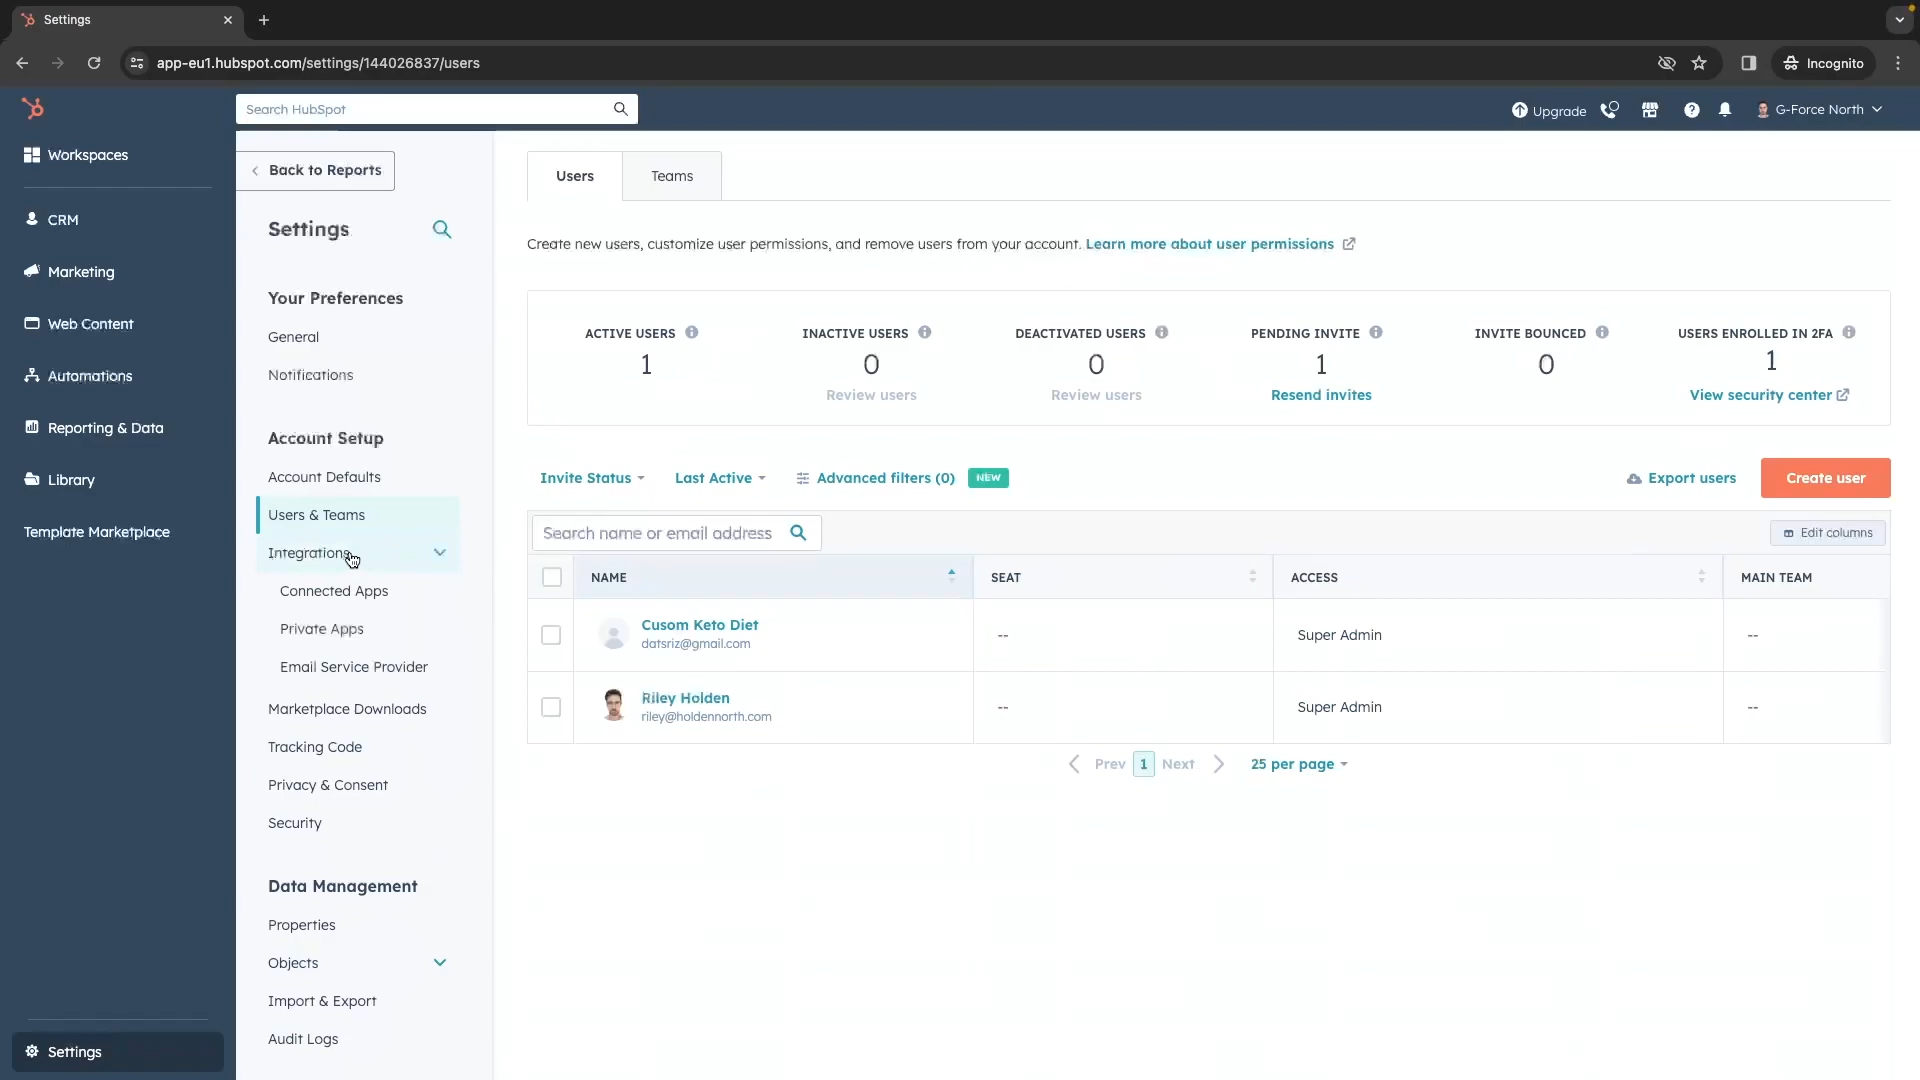 Settings
app-eu1.hubspot.com/settings/144026837/users
Incognito
Search HubSpot
Upgrade
G-Force North
Workspaces
CRM
Marketing
Web Content
Automations
Reporting & Data
Library
Template Marketplace
Settings
Back to Reports
Settings
Your Preferences
General
Notifications
Account Setup
Account Defaults
Users & Teams
Integrations
Connected Apps
Private Apps
Email Service Provider
Marketplace Downloads
Tracking Code
Privacy & Consent
Security
Data Management
Properties
Objects
Import & Export
Audit Logs
Users
Teams
Create new users, customize user permissions, and remove users from your account. Learn more about user permissions
ACTIVE USERS
1
INACTIVE USERS
0
Review users
DEACTIVATED USERS
0
Review users
PENDING INVITE
1
Resend invites
INVITE BOUNCED
0
USERS ENROLLED IN 2FA
1
View security center
Invite Status
Last Active
Advanced filters (0)
NEW
Export users
Create user
Search name or email address
Edit columns
NAME
SEAT
ACCESS
MAIN TEAM
Cusom Keto Diet
datsriz@gmail.com
--
Super Admin
--
Riley Holden
riley@holdennorth.com
--
Super Admin
--
Prev
1
Next
25 per page